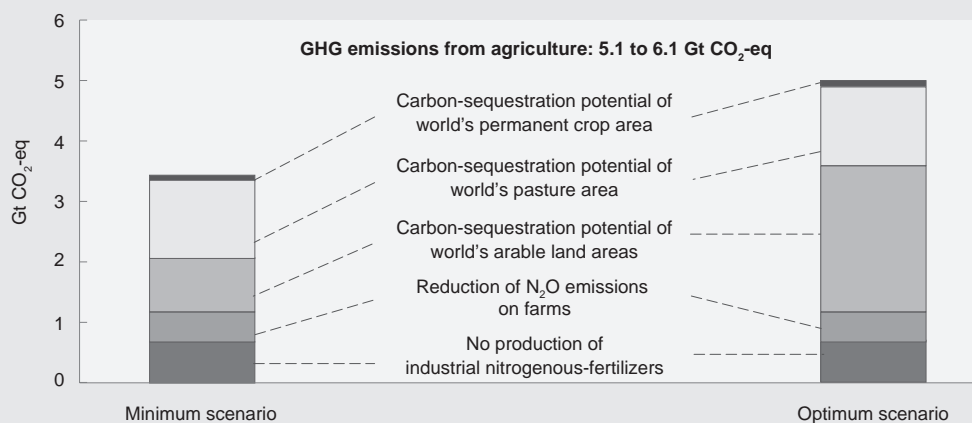 6
GHG emissions from agriculture: 5.1 to 6.1 Gt CO₂-eq
5
4
3
2
1
0
Gt CO₂-eq
Carbon-sequestration potential of
world's permanent crop area
Carbon-sequestration potential of
world's pasture area
Carbon-sequestration potential of
world's arable land areas
Reduction of N₂O emissions
on farms
No production of
industrial nitrogenous-fertilizers
Minimum scenario
Optimum scenario